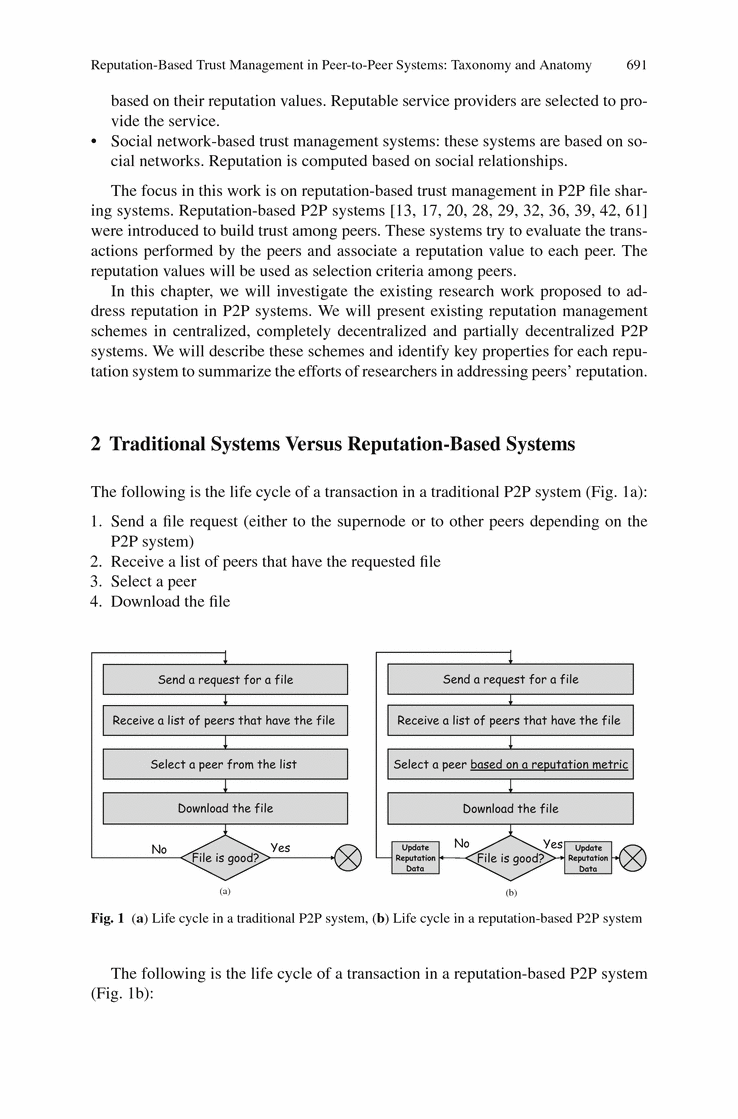 Reputation-Based Trust Management in Peer-to-Peer Systems: Taxonomy and Anatomy 691
based on their reputation values. Reputable service providers are selected to pro-
vide the service.
• Social network-based trust management systems: these systems are based on so-
cial networks. Reputation is computed based on social relationships.
The focus in this work is on reputation-based trust management in P2P file shar-
ing systems. Reputation-based P2P systems [13, 17, 20, 28, 29, 32, 36, 39, 42, 61]
were introduced to build trust among peers. These systems try to evaluate the trans-
actions performed by the peers and associate a reputation value to each peer. The
reputation values will be used as selection criteria among peers.
In this chapter, we will investigate the existing research work proposed to ad-
dress reputation in P2P systems. We will present existing reputation management
schemes in centralized, completely decentralized and partially decentralized P2P
systems. We will describe these schemes and identify key properties for each repu-
tation system to summarize the efforts of researchers in addressing peers’ reputation.
2 Traditional Systems Versus Reputation-Based Systems
The following is the life cycle of a transaction in a traditional P2P system (Fig. 1a):
1. Send a file request (either to the supernode or to other peers depending on the
P2P system)
2. Receive a list of peers that have the requested file
3. Select a peer
4. Download the file
Send a request for a file
Receive a list of peers that have the file
Select a peer from the list
Download the file
No
File is good?
Yes
(a)
Send a request for a file
Receive a list of peers that have the file
Select a peer based on a reputation metric
Download the file
Update
Reputation
Data
No
File is good?
Yes
Update
Reputation
Data
(b)
Fig. 1 (a) Life cycle in a traditional P2P system, (b) Life cycle in a reputation-based P2P system
The following is the life cycle of a transaction in a reputation-based P2P system
(Fig. 1b):